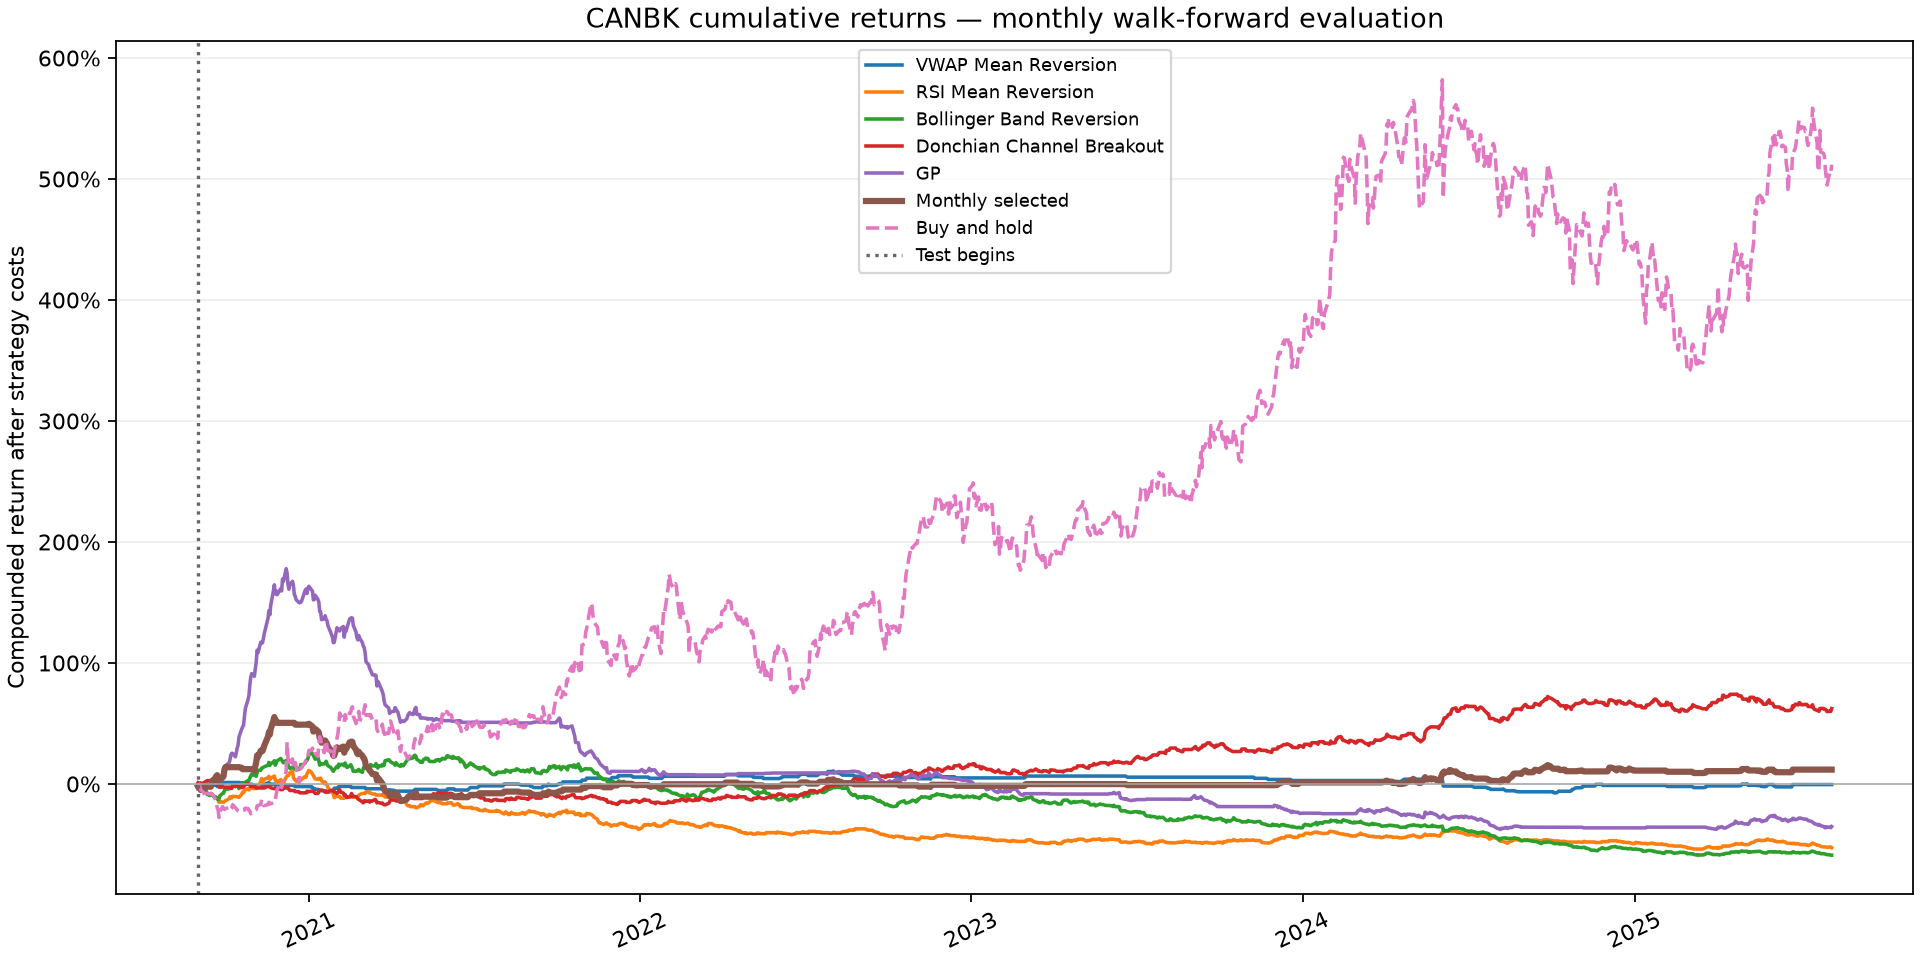 CANBK cumulative returns — monthly walk-forward evaluation
Compounded return after strategy costs
600%
500%
400%
300%
200%
100%
0%
VWAP Mean Reversion
RSI Mean Reversion
Bollinger Band Reversion
Donchian Channel Breakout
GP
Monthly selected
Buy and hold
Test begins
2021
2022
2023
2024
2025